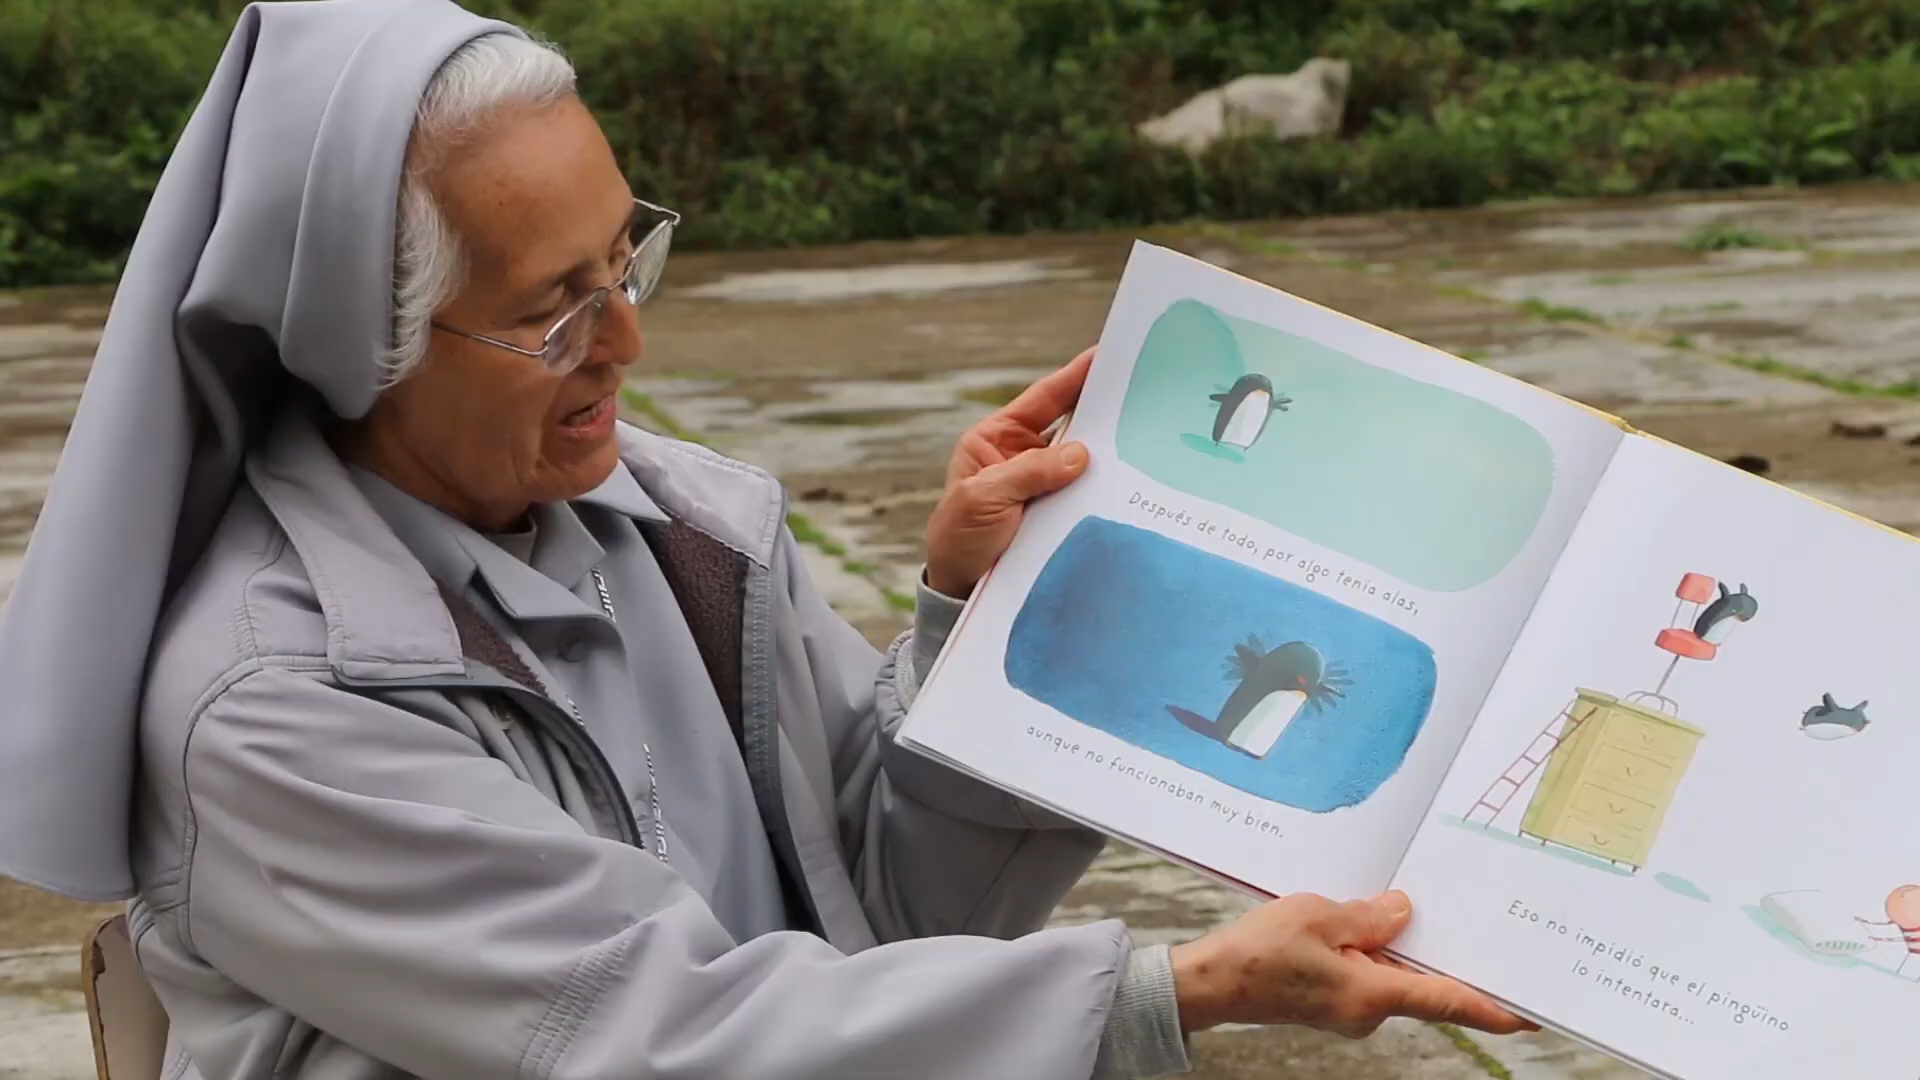 Después de todo, por algo tenía alas,
aunque no funcionaban muy bien.
Eso no impidió que el pingüino
lo intentara...